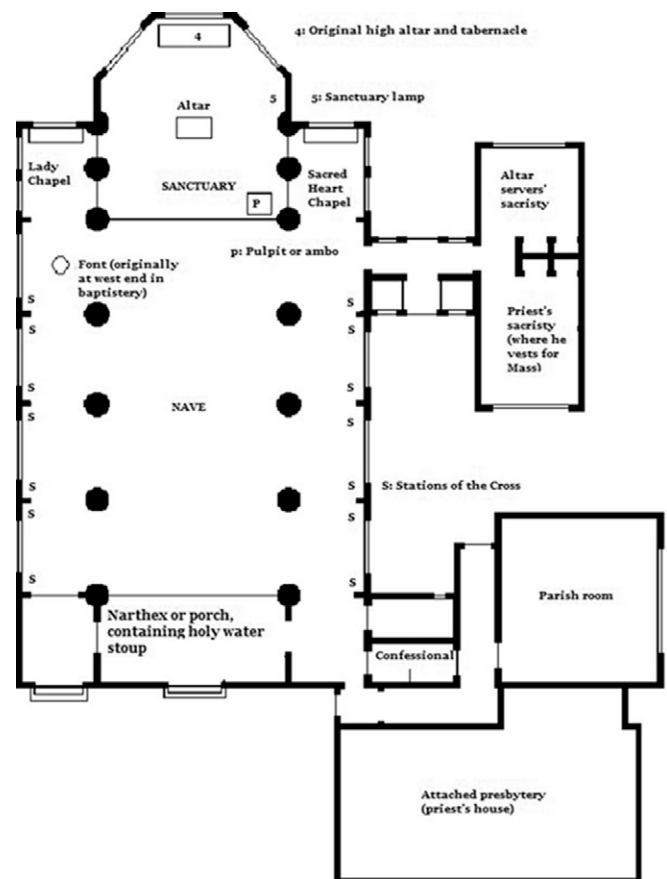 4
4: Original high altar and tabernacle
5
5: Sanctuary lamp
Altar
Lady
Chapel
SANCTUARY
Sacred
Heart
Chapel
P
Altar
servers'
sacristy
p: Pulpit or ambo
Font (originally
at west end in
baptistery)
S
S
S
S
Priest's
sacristy
(where he
vests for
Mass)
S
S
S
S
NAVE
S
S
S: Stations of the Cross
S
S
S
S
Narthex or porch,
containing holy water
stoup
Parish room
Confessional
Attached presbytery
(priest's house)